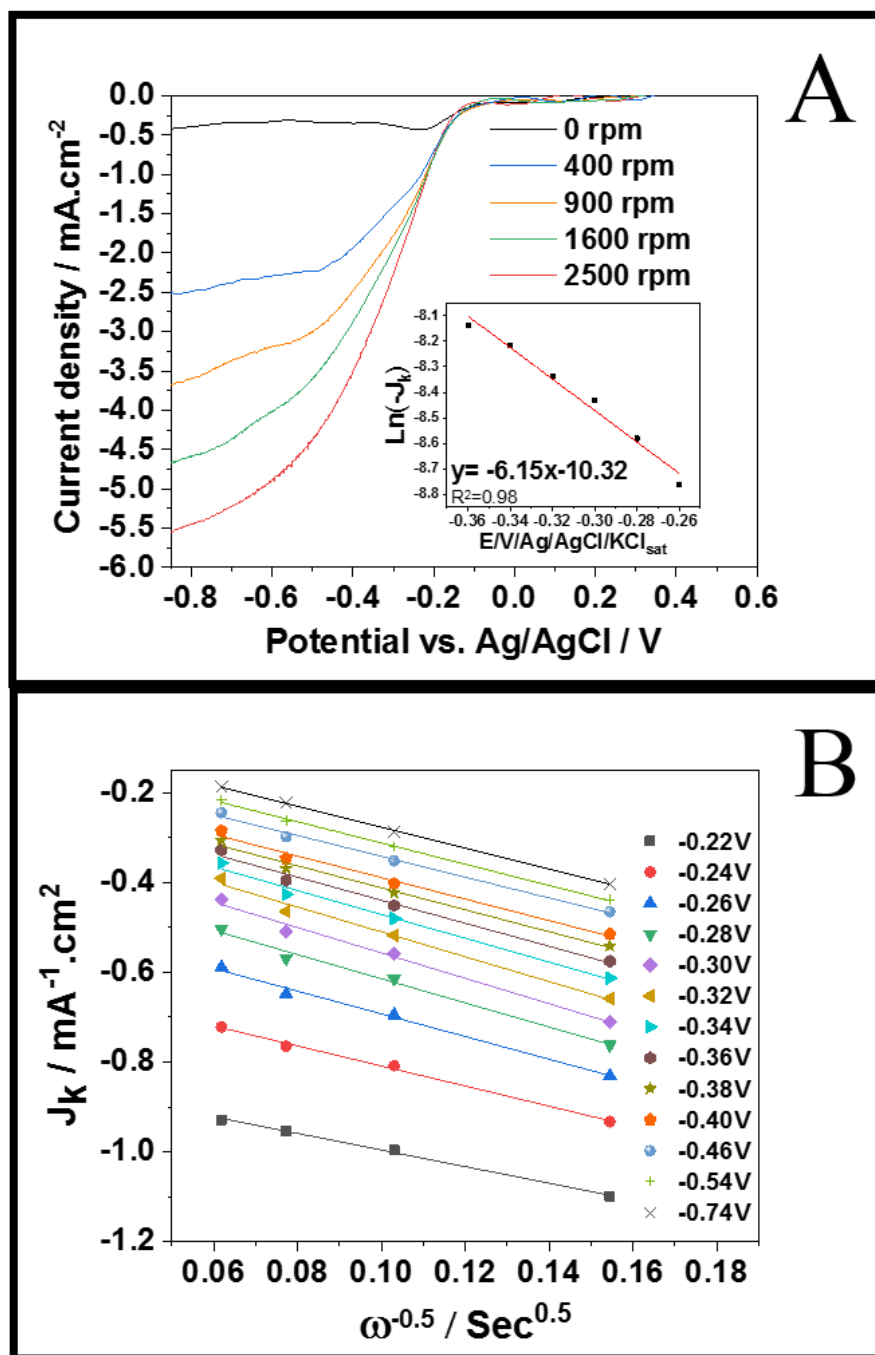 A
0.0
-0.5
-1.0
-1.5
-2.0
-2.5
-3.0
-3.5
-4.0
-4.5
-5.0
-5.5
-6.0
Current density / mA.cm⁻²
0 rpm
400 rpm
900 rpm
1600 rpm
2500 rpm
-8.1
-8.2
-8.3
-8.4
-8.5
-8.6
-8.7
-8.8
Ln(-Jₖ)
y= -6.15x-10.32
R²=0.98
-0.36 -0.34 -0.32 -0.30 -0.28 -0.26
E/V/Ag/AgCl/KCl_sat
-0.8 -0.6 -0.4 -0.2 0.0 0.2 0.4 0.6
Potential vs. Ag/AgCl / V
B
-0.2
-0.4
-0.6
-0.8
-1.0
-1.2
Jₖ / mA⁻¹.cm²
-0.22V
-0.24V
-0.26V
-0.28V
-0.30V
-0.32V
-0.34V
-0.36V
-0.38V
-0.40V
-0.46V
-0.54V
-0.74V
0.06 0.08 0.10 0.12 0.14 0.16 0.18
ω⁻⁰·⁵ / Sec⁰·⁵